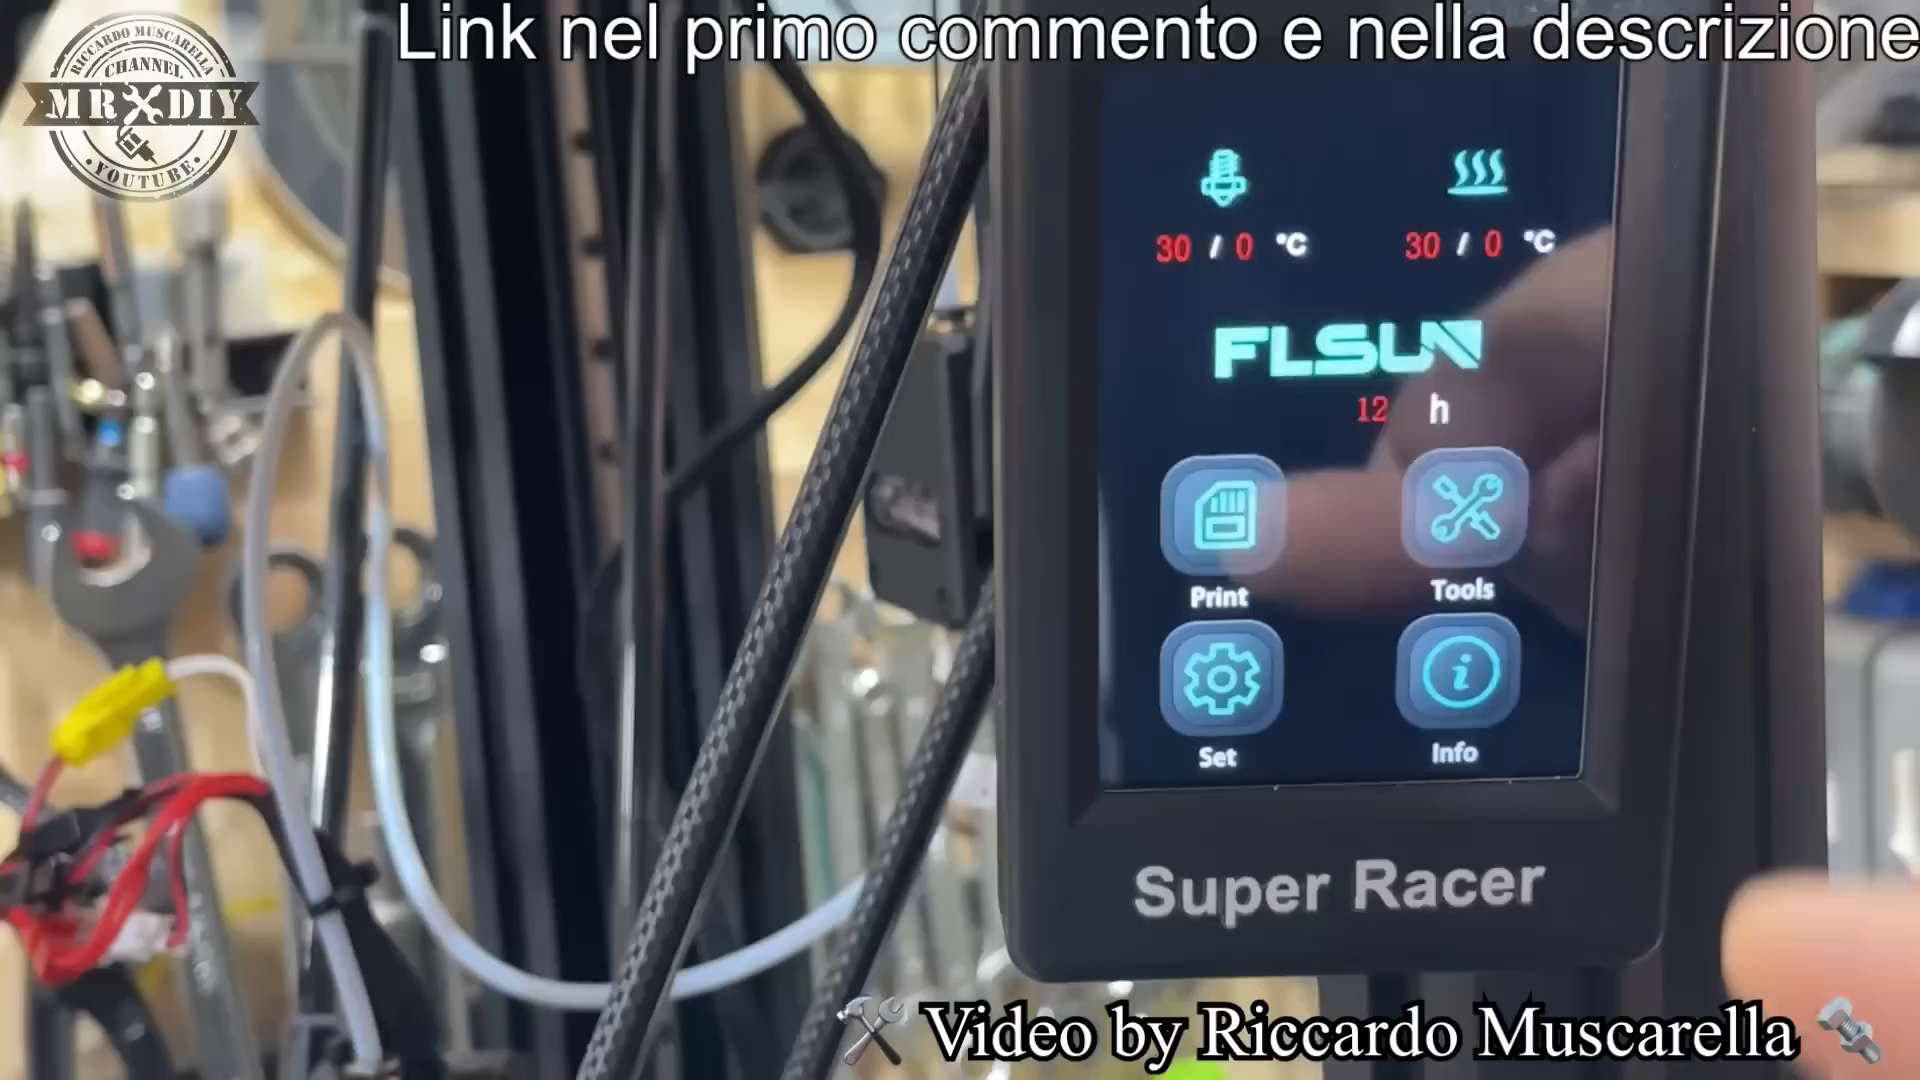 Link nel primo commento e nella descrizione
RICCARDO MUSCARELLA
CHANNEL
MR DIY
YOUTUBE
30 / 0 °C
30 / 0 °C
FLSUN
12 h
Print
Tools
Set
Info
Super Racer
Video by Riccardo Muscarella